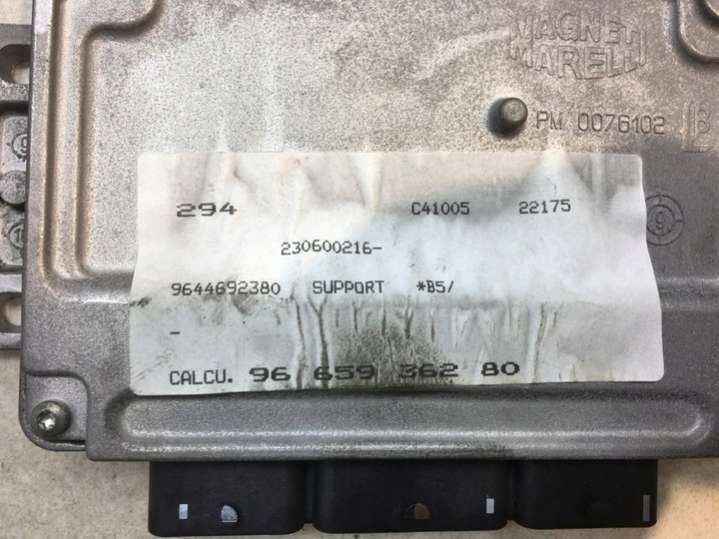 MAGNETI
MARELLI
PM 0076102
294 C41005 22175
230600216-
9644692380 SUPPORT *B5/
-
CALCU. 96 659 362 80